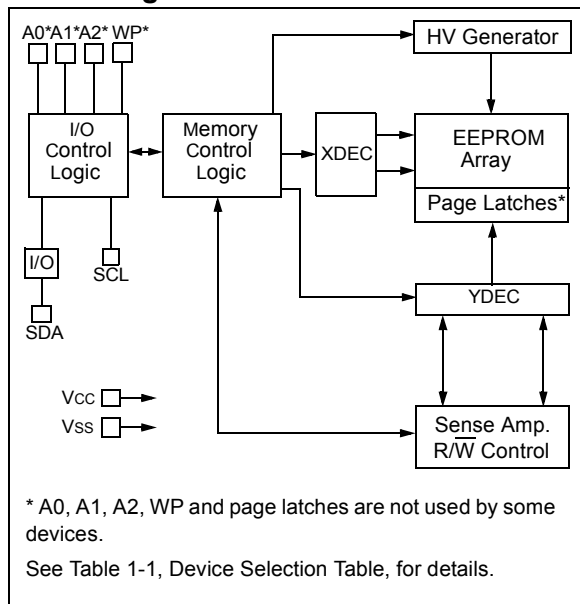 A0*A1*A2* WP*
HV Generator
I/O
Control
Logic
Memory
Control
Logic
XDEC
EEPROM
Array
Page Latches*
I/O
SCL
SDA
YDEC
VCC
VSS
Sense Amp.
R/W̅ Control
* A0, A1, A2, WP and page latches are not used by some
devices.
See Table 1-1, Device Selection Table, for details.